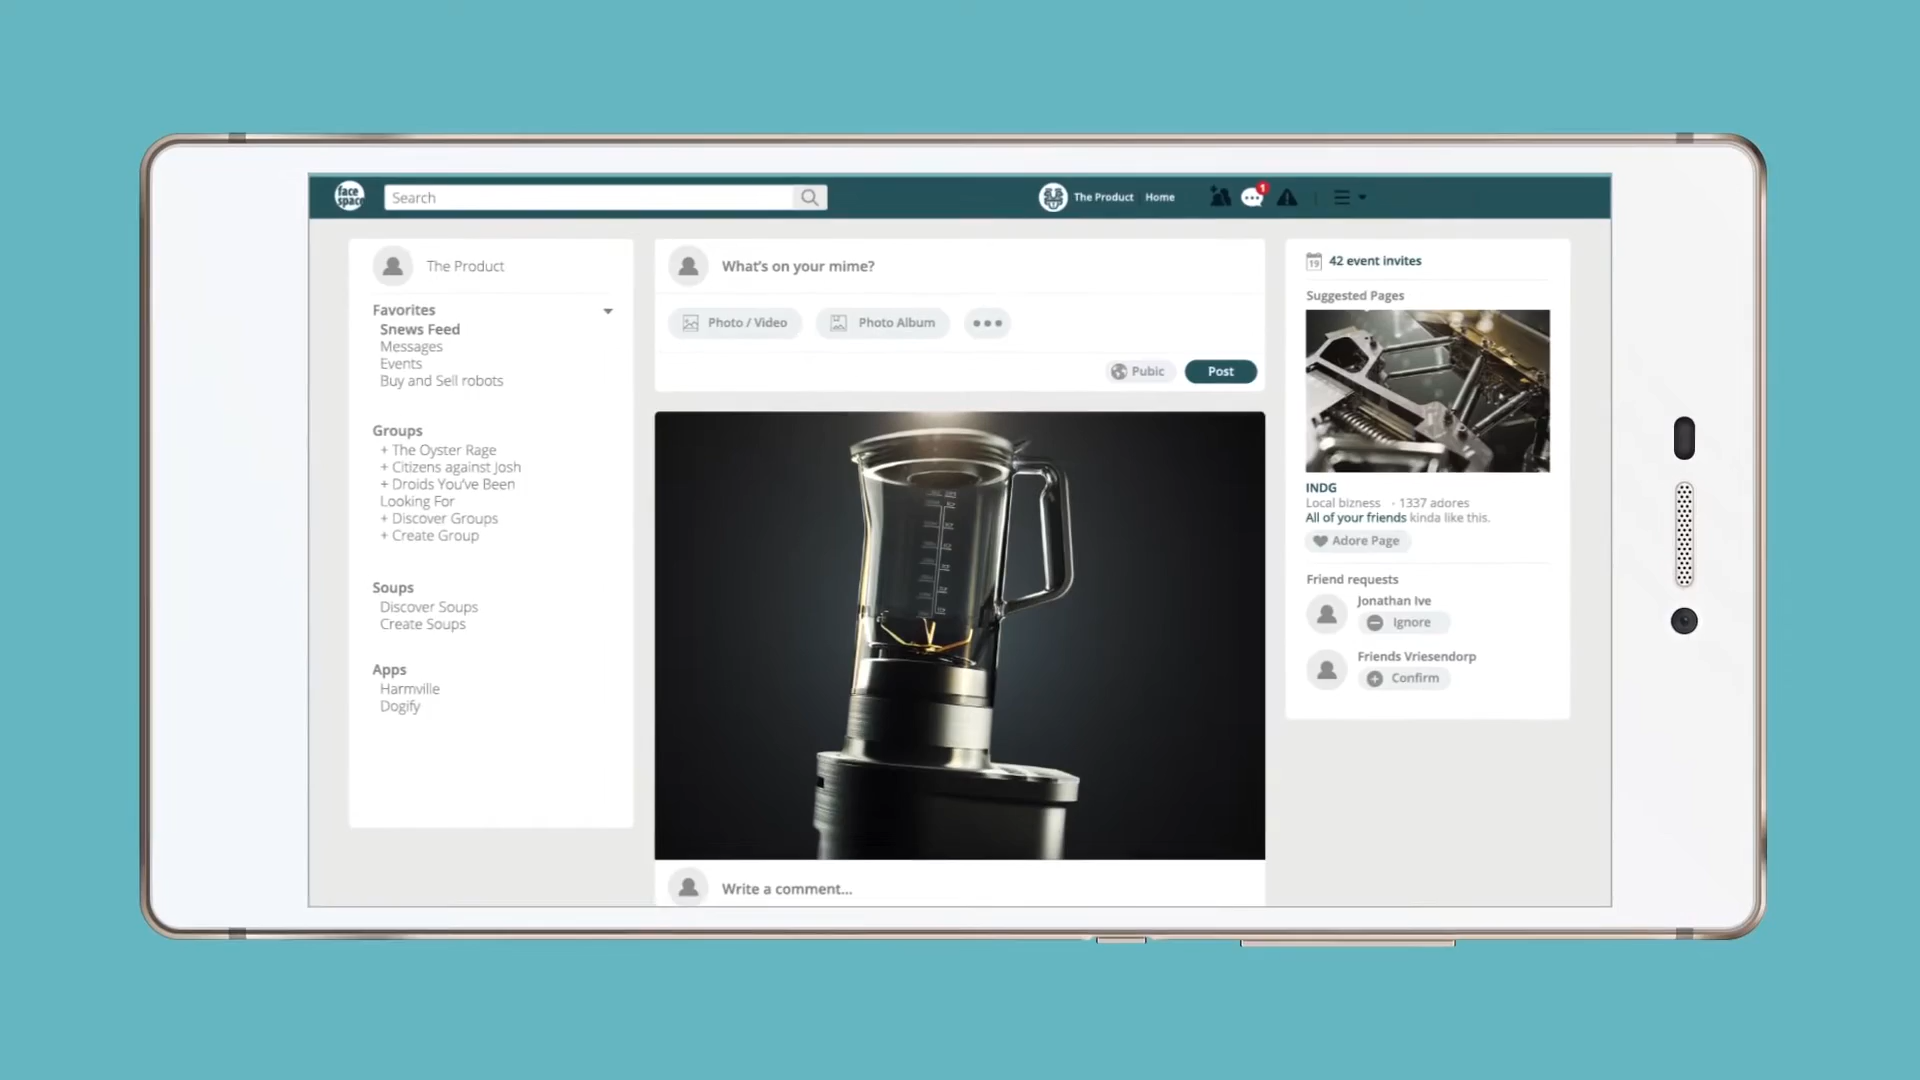 face
space
Search
The Product
Home
1
The Product
Favorites
Snews Feed
Messages
Events
Buy and Sell robots
Groups
+ The Oyster Rage
+ Citizens against Josh
+ Droids You've Been
Looking For
+ Discover Groups
+ Create Group
Soups
Discover Soups
Create Soups
Apps
Harmville
Dogify
What's on your mime?
Photo / Video
Photo Album
Pubic
Post
Write a comment...
19
42 event invites
Suggested Pages
INDG
Local bizness - 1337 adores
All of your friends kinda like this.
Adore Page
Friend requests
Jonathan Ive
Ignore
Friends Vriesendorp
Confirm